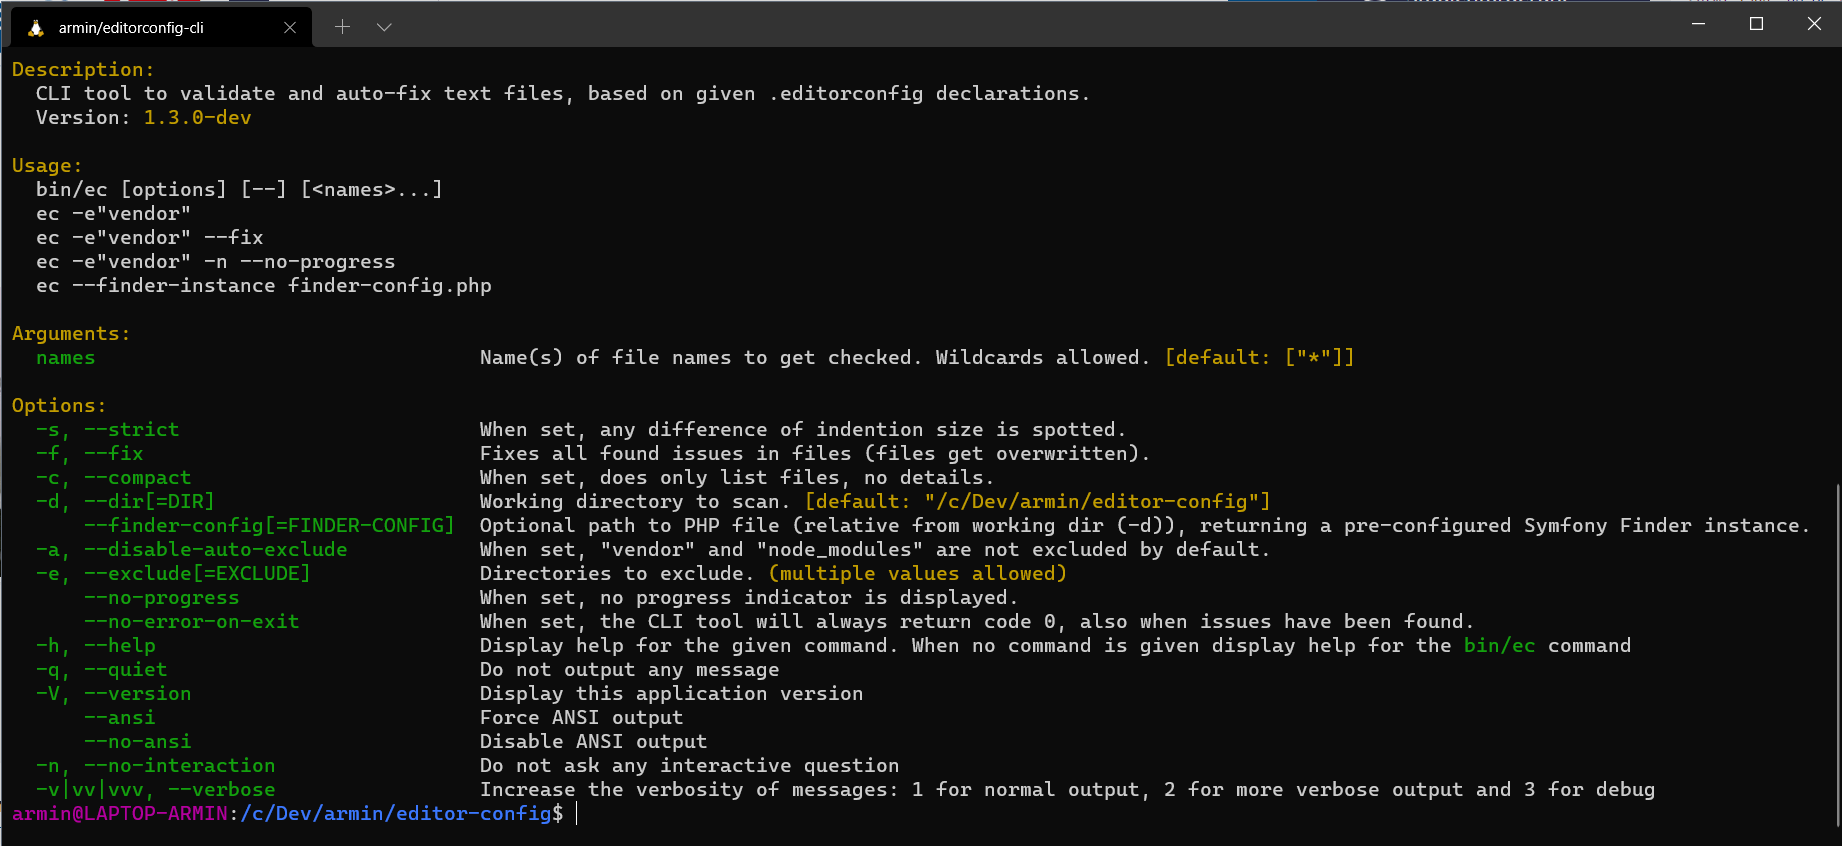 armin/editorconfig-cli
Description:
  CLI tool to validate and auto-fix text files, based on given .editorconfig declarations.
  Version: 1.3.0-dev
Usage:
  bin/ec [options] [--] [<names>...]
  ec -e"vendor"
  ec -e"vendor" --fix
  ec -e"vendor" -n --no-progress
  ec --finder-instance finder-config.php
Arguments:
  names                                Name(s) of file names to get checked. Wildcards allowed. [default: ["*"]]
Options:
  -s, --strict                         When set, any difference of indention size is spotted.
  -f, --fix                            Fixes all found issues in files (files get overwritten).
  -c, --compact                        When set, does only list files, no details.
  -d, --dir[=DIR]                      Working directory to scan. [default: "/c/Dev/armin/editor-config"]
      --finder-config[=FINDER-CONFIG]  Optional path to PHP file (relative from working dir (-d)), returning a pre-configured Symfony Finder instance.
  -a, --disable-auto-exclude           When set, "vendor" and "node_modules" are not excluded by default.
  -e, --exclude[=EXCLUDE]              Directories to exclude. (multiple values allowed)
      --no-progress                    When set, no progress indicator is displayed.
      --no-error-on-exit               When set, the CLI tool will always return code 0, also when issues have been found.
  -h, --help                           Display help for the given command. When no command is given display help for the bin/ec command
  -q, --quiet                          Do not output any message
  -V, --version                        Display this application version
      --ansi                           Force ANSI output
      --no-ansi                        Disable ANSI output
  -n, --no-interaction                 Do not ask any interactive question
  -v|vv|vvv, --verbose                 Increase the verbosity of messages: 1 for normal output, 2 for more verbose output and 3 for debug
armin@LAPTOP-ARMIN:/c/Dev/armin/editor-config$